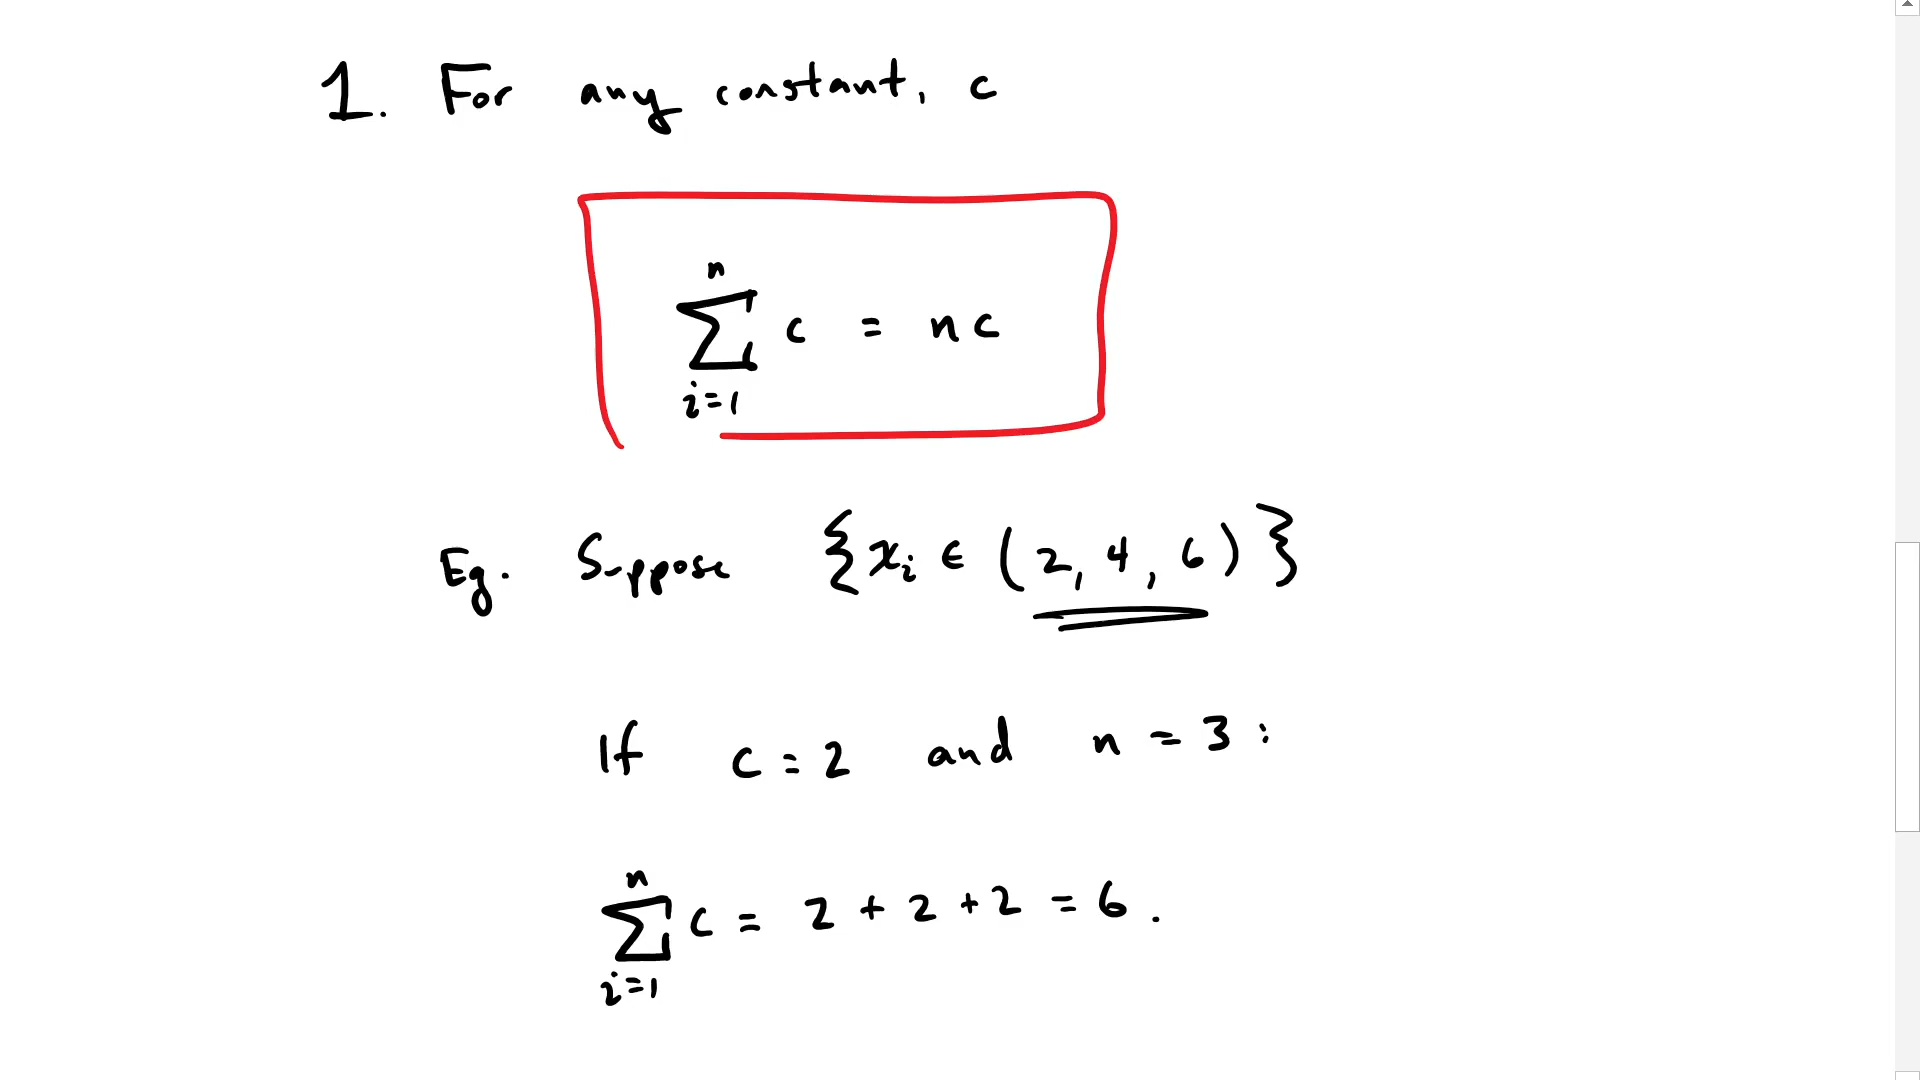 1. For any constant, c
n
∑ c = nc
i=1
Eg. Suppose {xᵢ ∈ (2, 4, 6)}
If c = 2 and n = 3 :
n
∑ c = 2 + 2 + 2 = 6 .
i=1